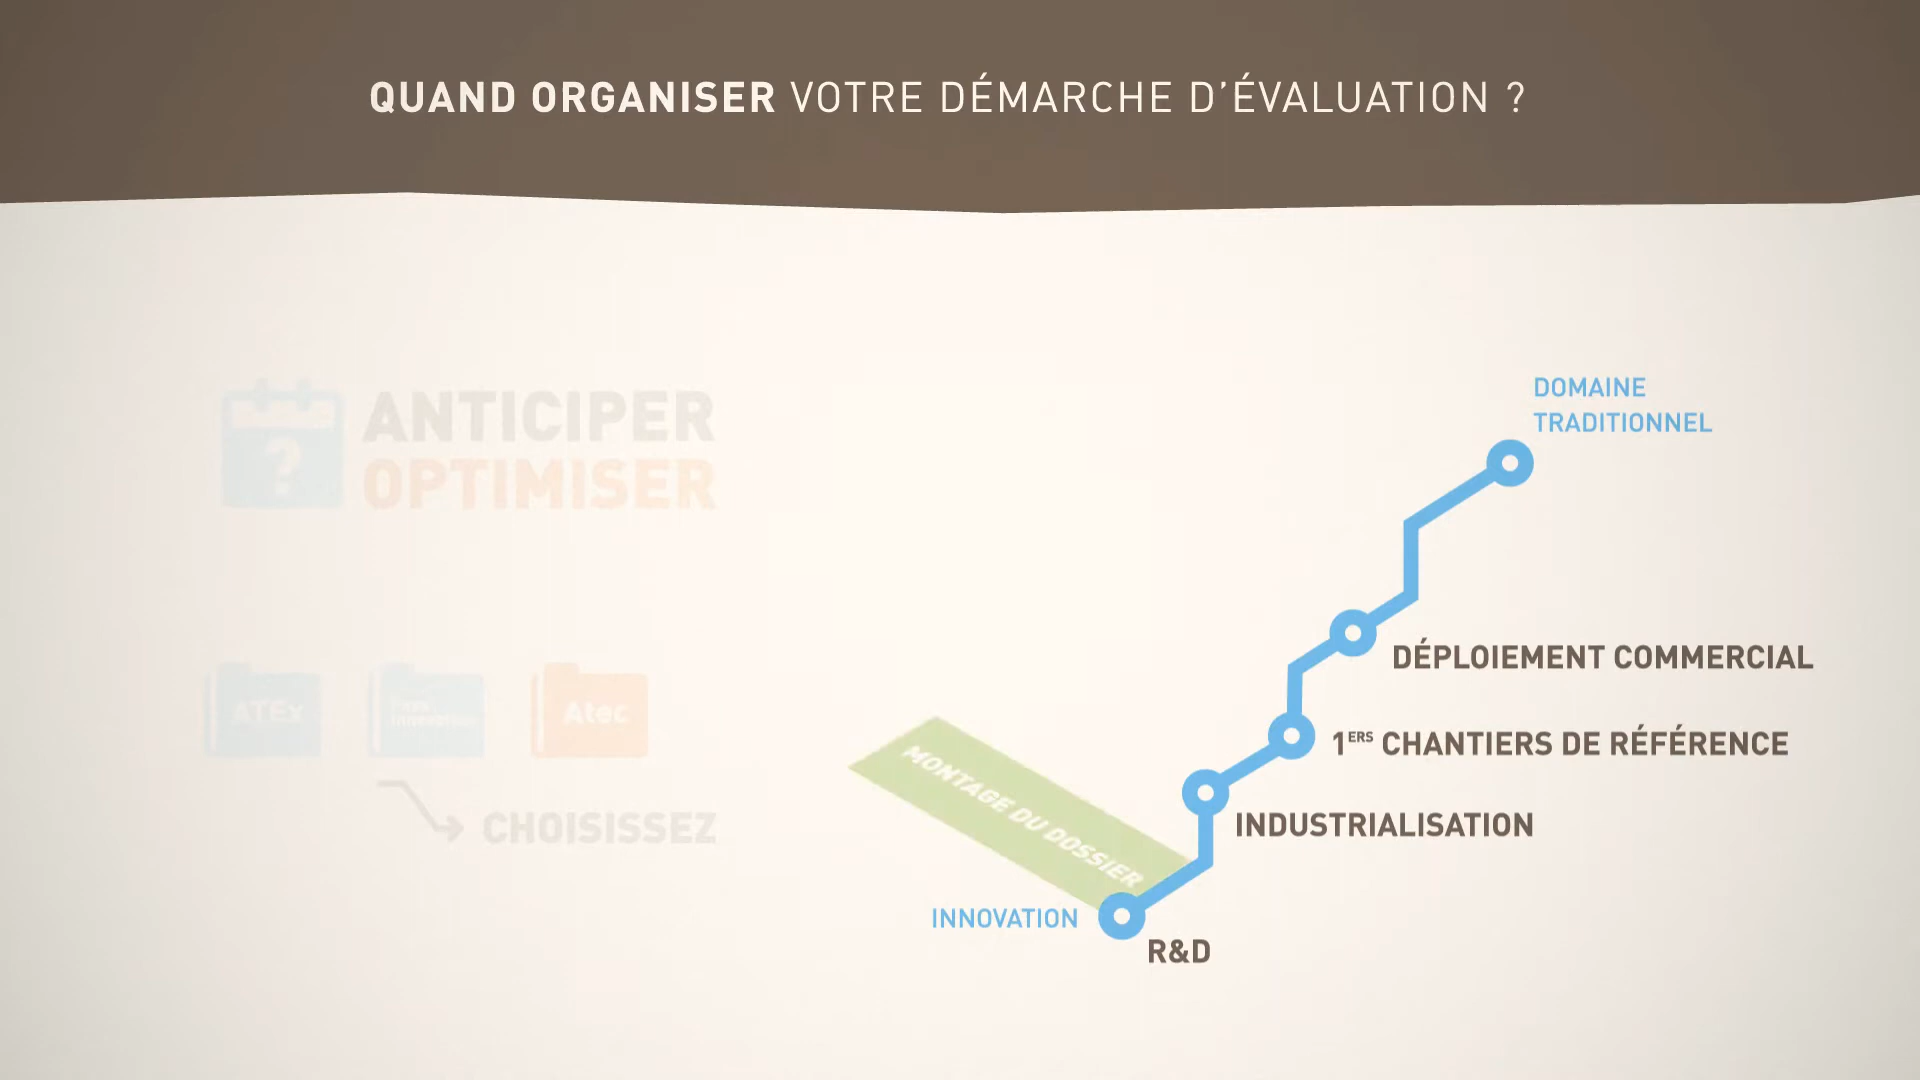 QUAND ORGANISER VOTRE DÉMARCHE D'ÉVALUATION ?
ANTICIPER
OPTIMISER
?
ATEx
Innovation
Atec
CHOISISSEZ
DOMAINE
TRADITIONNEL
DÉPLOIEMENT COMMERCIAL
1ERS CHANTIERS DE RÉFÉRENCE
INDUSTRIALISATION
MONTAGE DU DOSSIER
INNOVATION
R&D